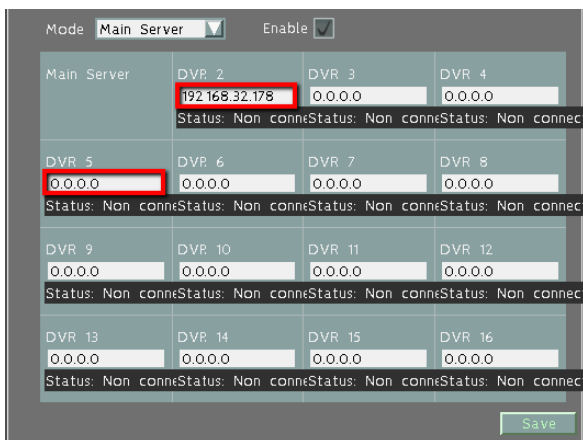 Mode Main Server Enable
Main Server DVR 2 DVR 3 DVR 4
192 168.32.178 0.0.0.0 0.0.0.0
Status: Non conne Status: Non conne Status: Non connec
DVR 5 DVR 6 DVR 7 DVR 8
0.0.0.0 0.0.0.0 0.0.0.0 0.0.0.0
Status: Non conne Status: Non conne Status: Non conne Status: Non connec
DVR 9 DVR 10 DVR 11 DVR 12
0.0.0.0 0.0.0.0 0.0.0.0 0.0.0.0
Status: Non conne Status: Non conne Status: Non conne Status: Non connec
DVR 13 DVR 14 DVR 15 DVR 16
0.0.0.0 0.0.0.0 0.0.0.0 0.0.0.0
Status: Non conne Status: Non conne Status: Non conne Status: Non connec
Save